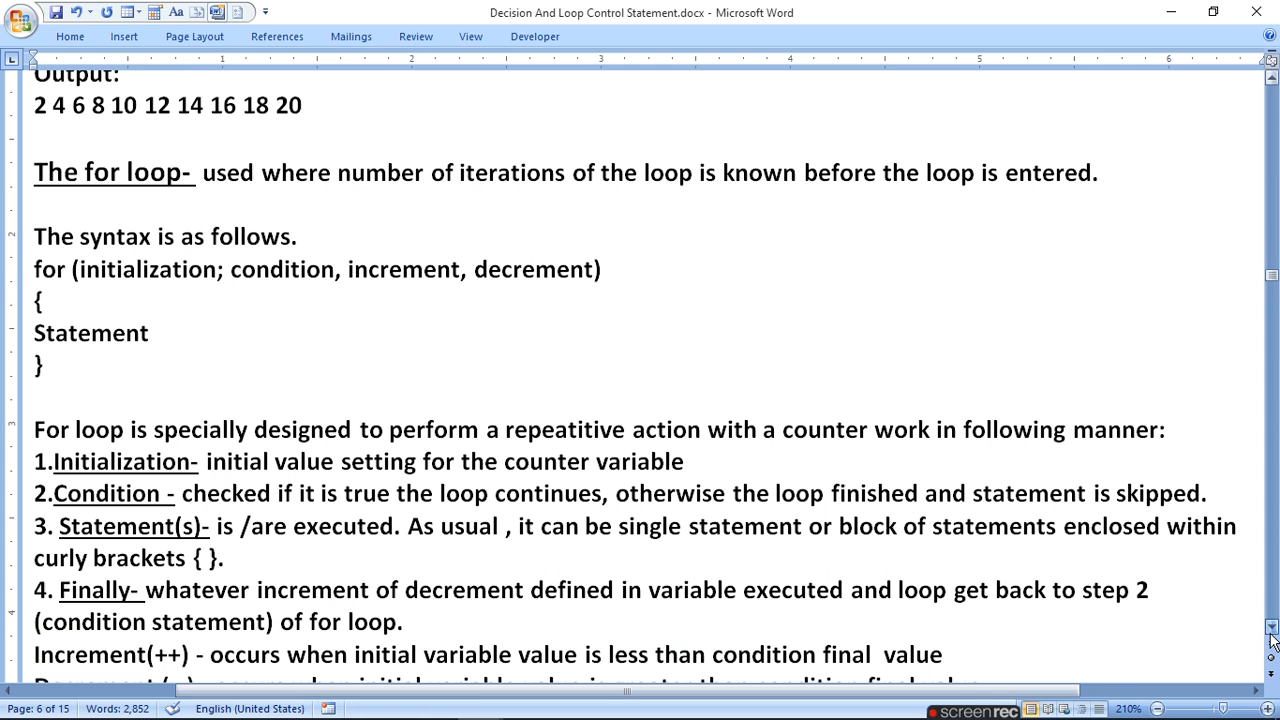 Decision And Loop Control Statement.docx - Microsoft Word
Home Insert Page Layout References Mailings Review View Developer
1 2 3 4 5 6
Output:
2 4 6 8 10 12 14 16 18 20
The for loop- used where number of iterations of the loop is known before the loop is entered.
The syntax is as follows.
for (initialization; condition, increment, decrement)
{
Statement
}
For loop is specially designed to perform a repeatitive action with a counter work in following manner:
1.Initialization- initial value setting for the counter variable
2.Condition - checked if it is true the loop continues, otherwise the loop finished and statement is skipped.
3. Statement(s)- is /are executed. As usual , it can be single statement or block of statements enclosed within
curly brackets { }.
4. Finally- whatever increment of decrement defined in variable executed and loop get back to step 2
(condition statement) of for loop.
Increment(++) - occurs when initial variable value is less than condition final value
Page: 6 of 15 Words: 2,852 English (United States) 210%
screenrec